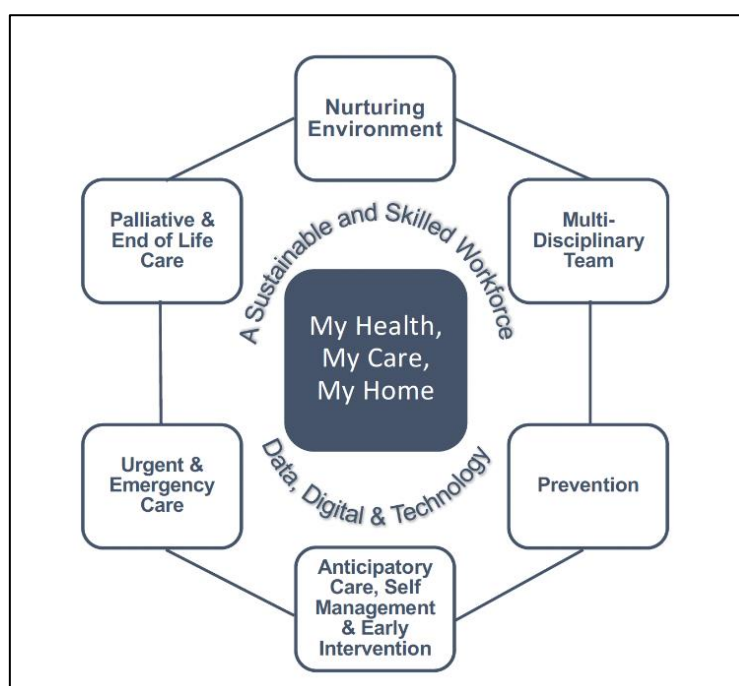 Nurturing
Environment
Palliative &
End of Life
Care
Multi-
Disciplinary
Team
A Sustainable and Skilled Workforce
My Health,
My Care,
My Home
Data, Digital & Technology
Urgent &
Emergency
Care
Prevention
Anticipatory
Care, Self
Management
& Early
Intervention